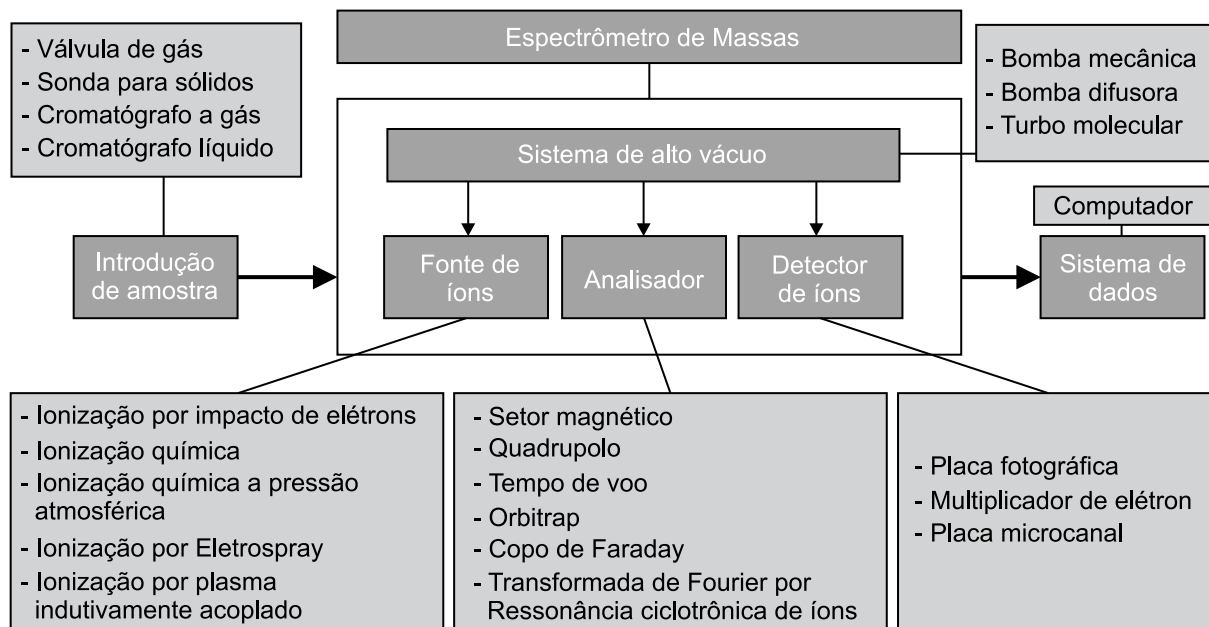 - Válvula de gás
- Sonda para sólidos
- Cromatógrafo a gás
- Cromatógrafo líquido
Espectrômetro de Massas
- Bomba mecânica
- Bomba difusora
- Turbo molecular
Sistema de alto vácuo
Computador
Introdução
de amostra
Fonte de
íons
Analisador
Detector
de íons
Sistema de
dados
- Ionização por impacto de elétrons
- Ionização química
- Ionização química a pressão
atmosférica
- Ionização por Eletrospray
- Ionização por plasma
indutivamente acoplado
- Setor magnético
- Quadrupolo
- Tempo de voo
- Orbitrap
- Copo de Faraday
- Transformada de Fourier por
Ressonância ciclotrônica de íons
- Placa fotográfica
- Multiplicador de elétron
- Placa microcanal